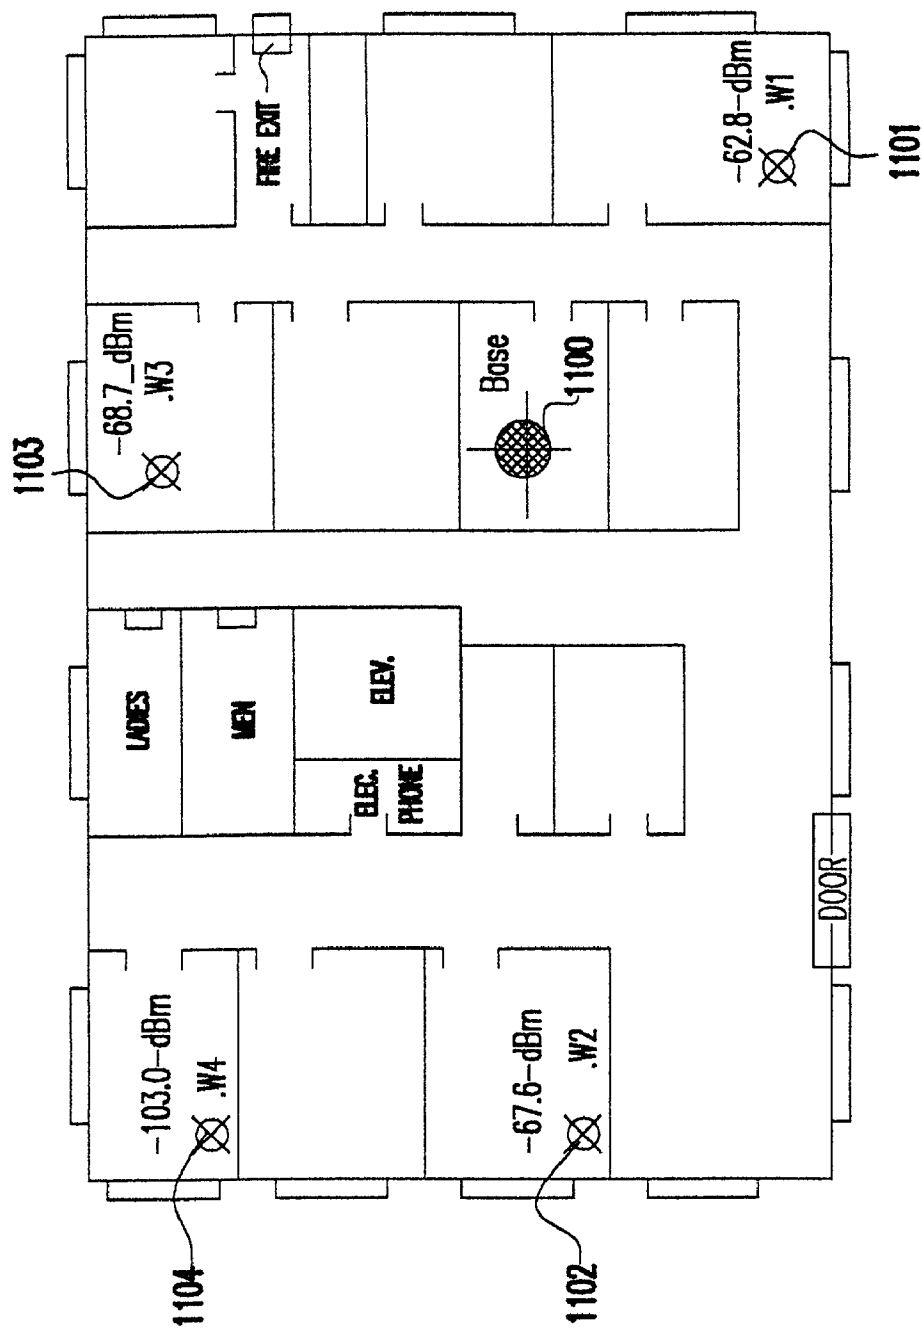 1104
-103.0-dBm
.W4
1102
-67.6-dBm
.W2
DOOR
LADIES
MEN
ELEC.
PHONE
ELEV.
1103
-68.7_dBm
.W3
Base
1100
FIRE EXIT
-62.8-dBm
.W1
1101